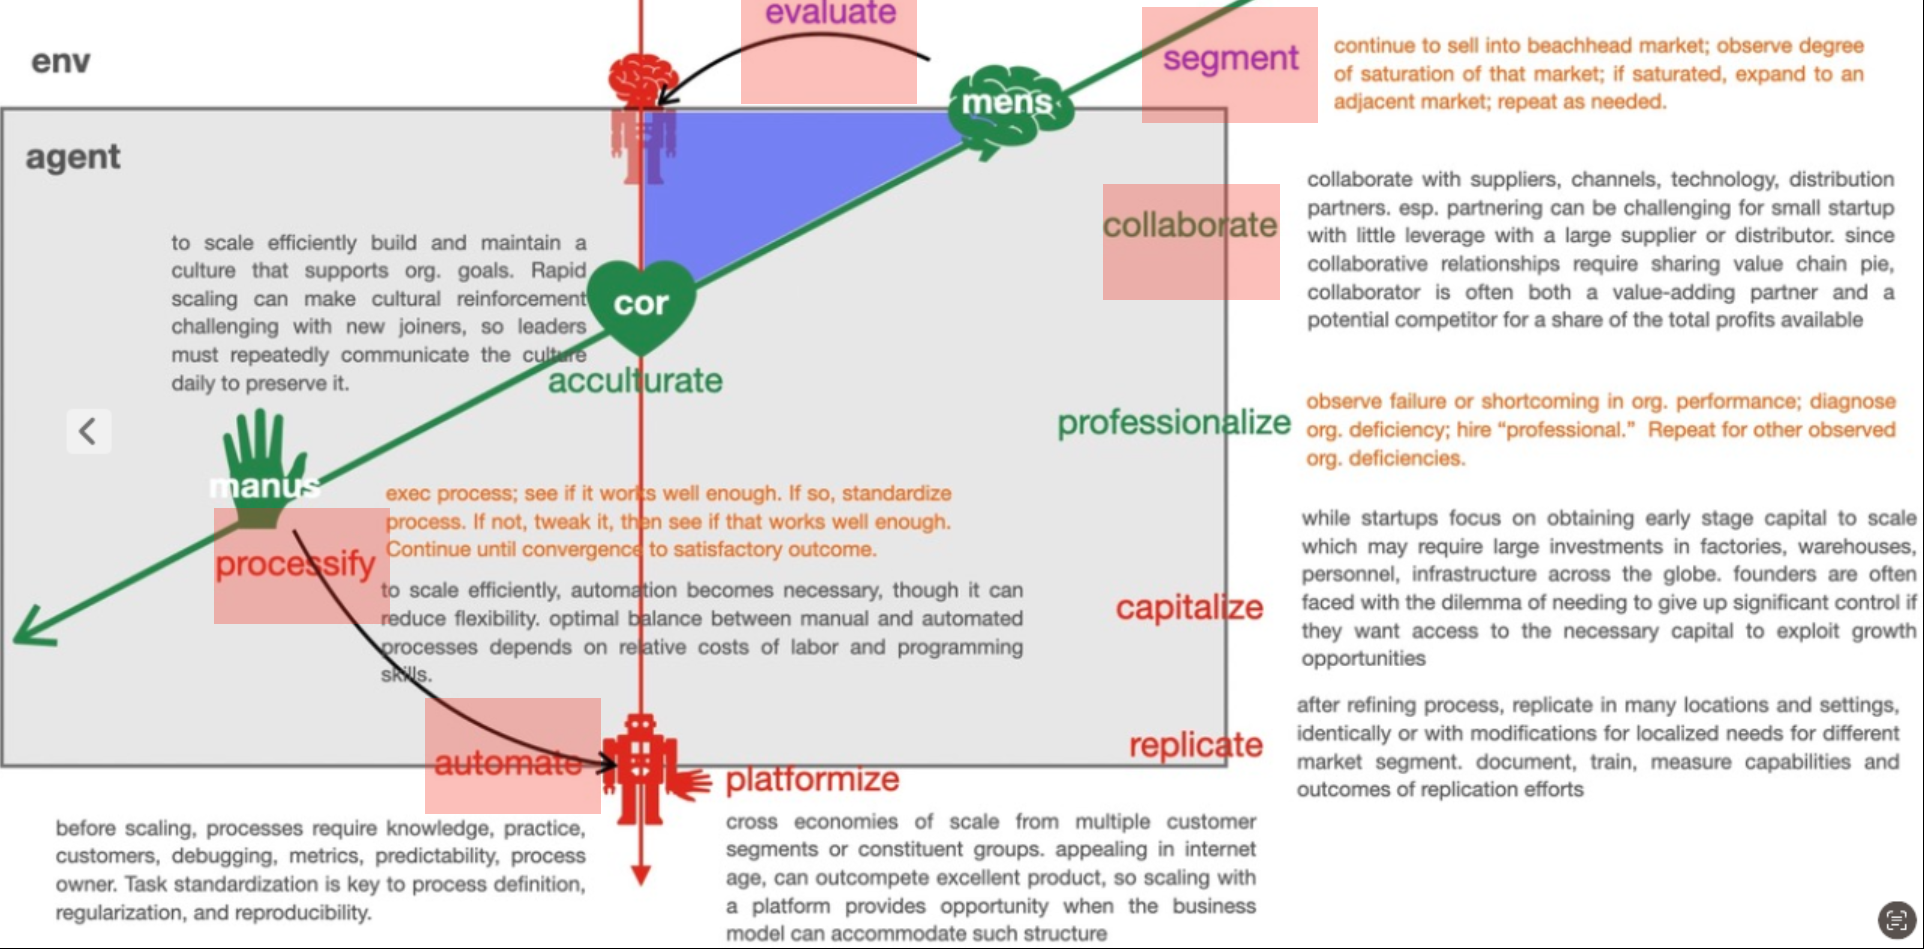 evaluate
env
mens
segment
continue to sell into beachhead market; observe degree
of saturation of that market; if saturated, expand to an
adjacent market; repeat as needed.
agent
collaborate
collaborate with suppliers, channels, technology, distribution
partners. esp. partnering can be challenging for small startup
with little leverage with a large supplier or distributor. since
collaborative relationships require sharing value chain pie,
collaborator is often both a value-adding partner and a
potential competitor for a share of the total profits available
to scale efficiently build and maintain a
culture that supports org. goals. Rapid
scaling can make cultural reinforcement
challenging with new joiners, so leaders
must repeatedly communicate the culture
daily to preserve it.
cor
acculturate
professionalize
observe failure or shortcoming in org. performance; diagnose
org. deficiency; hire “professional.” Repeat for other observed
org. deficiencies.
manus
exec process; see if it works well enough. If so, standardize
process. If not, tweak it, then see if that works well enough.
Continue until convergence to satisfactory outcome.
processify
to scale efficiently, automation becomes necessary, though it can
reduce flexibility. optimal balance between manual and automated
processes depends on relative costs of labor and programming
skills.
capitalize
while startups focus on obtaining early stage capital to scale
which may require large investments in factories, warehouses,
personnel, infrastructure across the globe. founders are often
faced with the dilemma of needing to give up significant control if
they want access to the necessary capital to exploit growth
opportunities
replicate
after refining process, replicate in many locations and settings,
identically or with modifications for localized needs for different
market segment. document, train, measure capabilities and
outcomes of replication efforts
automate
platformize
before scaling, processes require knowledge, practice,
customers, debugging, metrics, predictability, process
owner. Task standardization is key to process definition,
regularization, and reproducibility.
cross economies of scale from multiple customer
segments or constituent groups. appealing in internet
age, can outcompete excellent product, so scaling with
a platform provides opportunity when the business
model can accommodate such structure